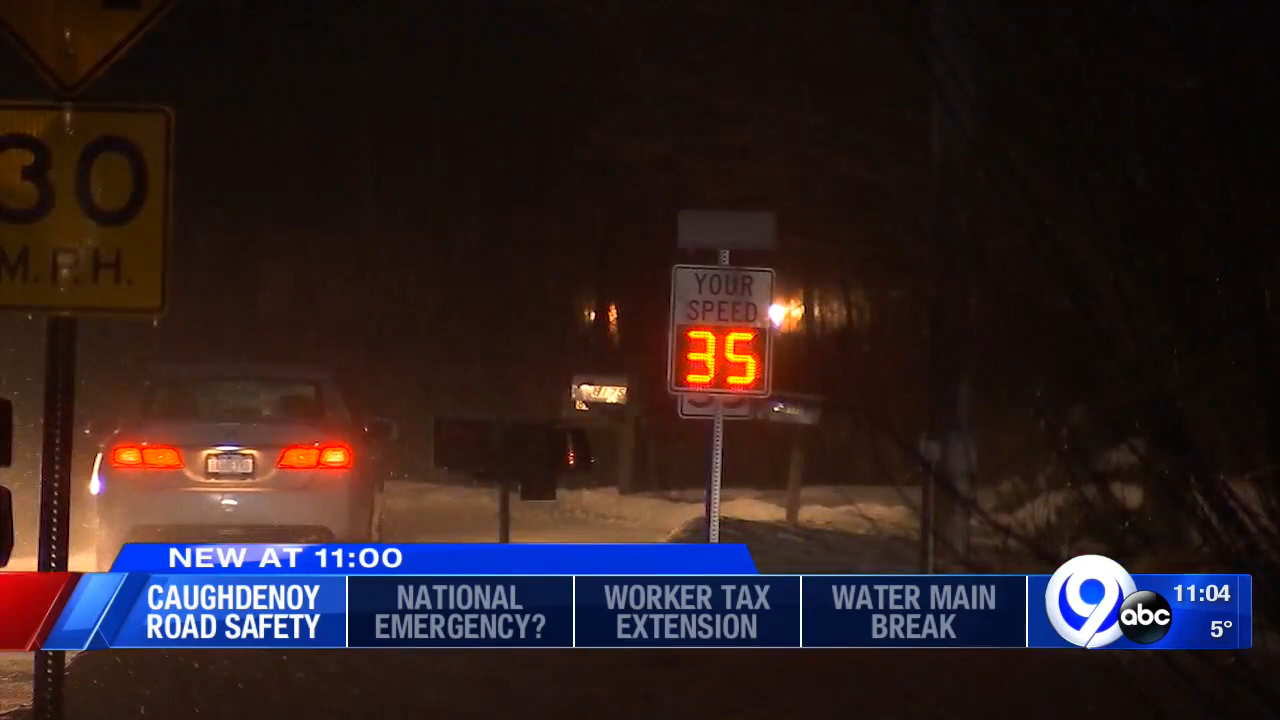 30
M.P.H.
YOUR
SPEED
35
NEW AT 11:00
CAUGHDENOY
ROAD SAFETY
NATIONAL
EMERGENCY?
WORKER TAX
EXTENSION
WATER MAIN
BREAK
9
abc
11:04
5°